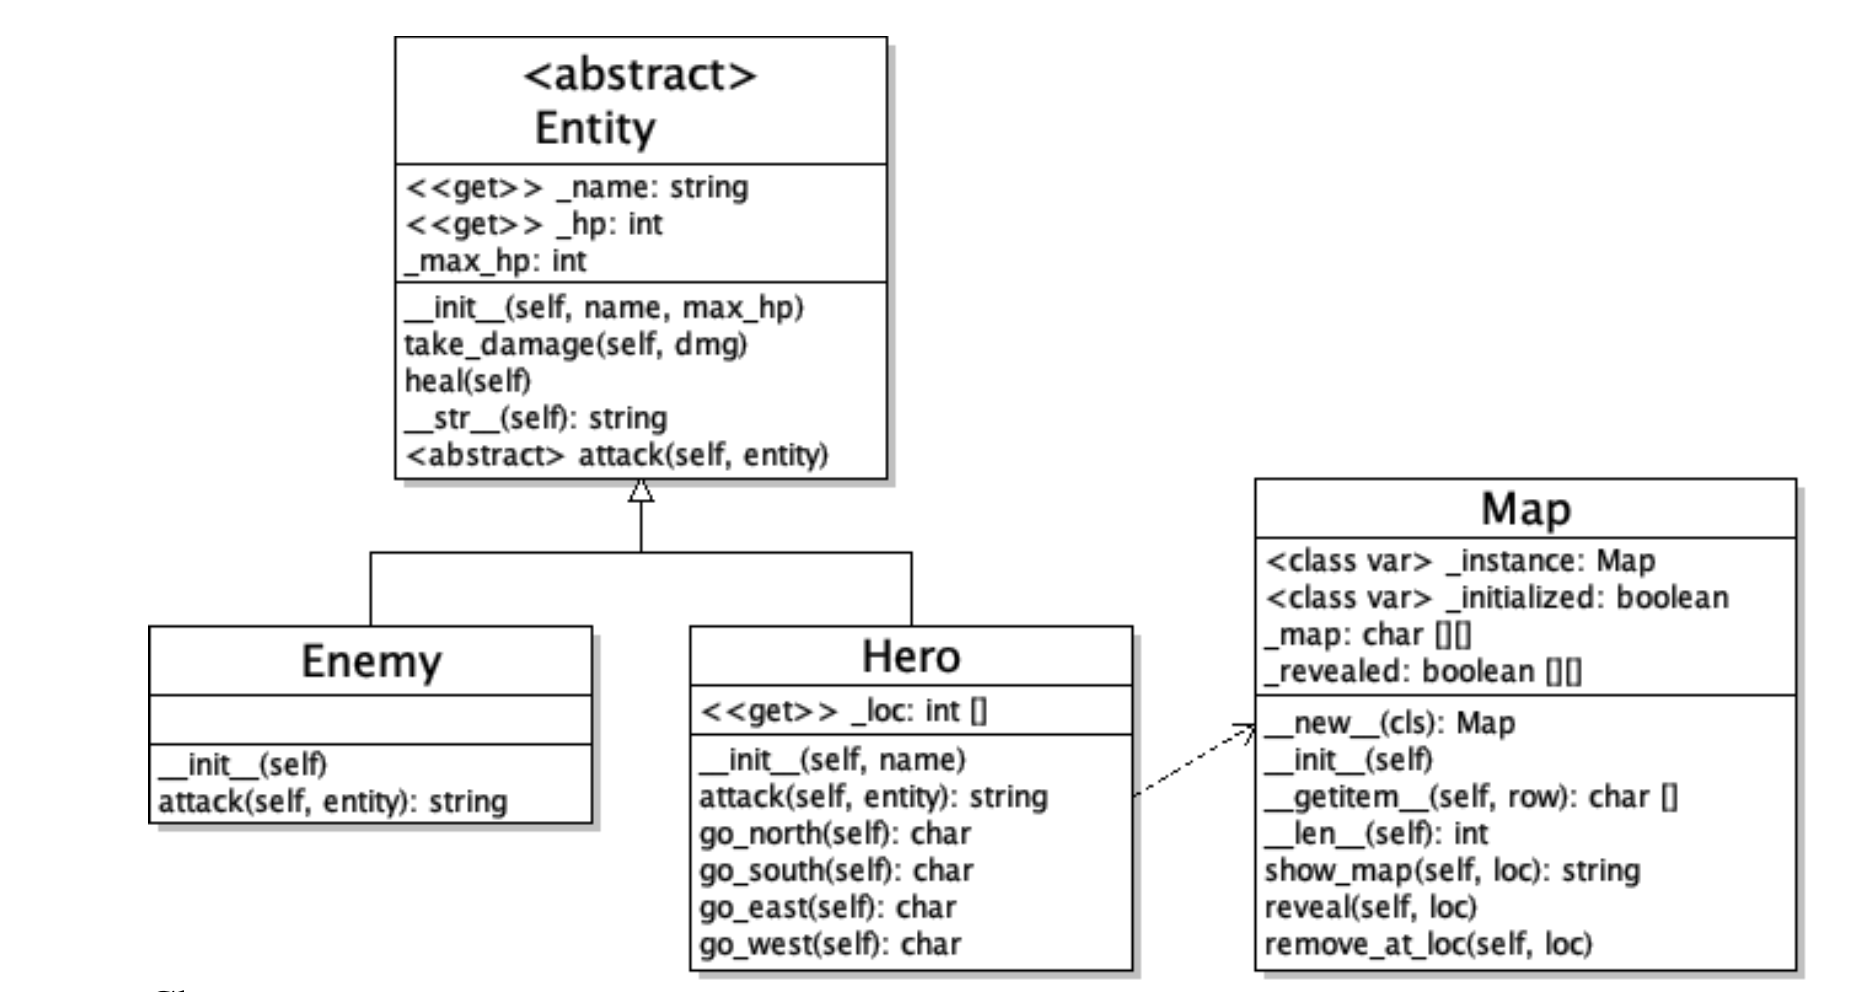 <abstract>
Entity
<<get>> _name: string
<<get>> _hp: int
_max_hp: int
__init__(self, name, max_hp)
take_damage(self, dmg)
heal(self)
__str__(self): string
<abstract> attack(self, entity)
Enemy
__init__(self)
attack(self, entity): string
Hero
<<get>> _loc: int []
__init__(self, name)
attack(self, entity): string
go_north(self): char
go_south(self): char
go_east(self): char
go_west(self): char
Map
<class var> _instance: Map
<class var> _initialized: boolean
_map: char [][]
_revealed: boolean [][]
__new__(cls): Map
__init__(self)
__getitem__(self, row): char []
__len__(self): int
show_map(self, loc): string
reveal(self, loc)
remove_at_loc(self, loc)